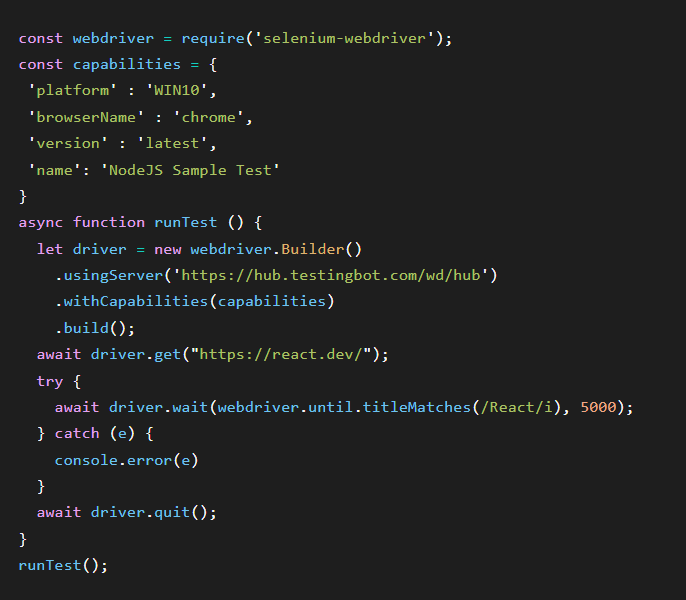 const webdriver = require('selenium-webdriver');
const capabilities = {
 'platform' : 'WIN10',
 'browserName' : 'chrome',
 'version' : 'latest',
 'name': 'NodeJS Sample Test'
}
async function runTest () {
  let driver = new webdriver.Builder()
    .usingServer('https://hub.testingbot.com/wd/hub')
    .withCapabilities(capabilities)
    .build();
  await driver.get("https://react.dev/");
  try {
    await driver.wait(webdriver.until.titleMatches(/React/i), 5000);
  } catch (e) {
    console.error(e)
  }
  await driver.quit();
}
runTest();